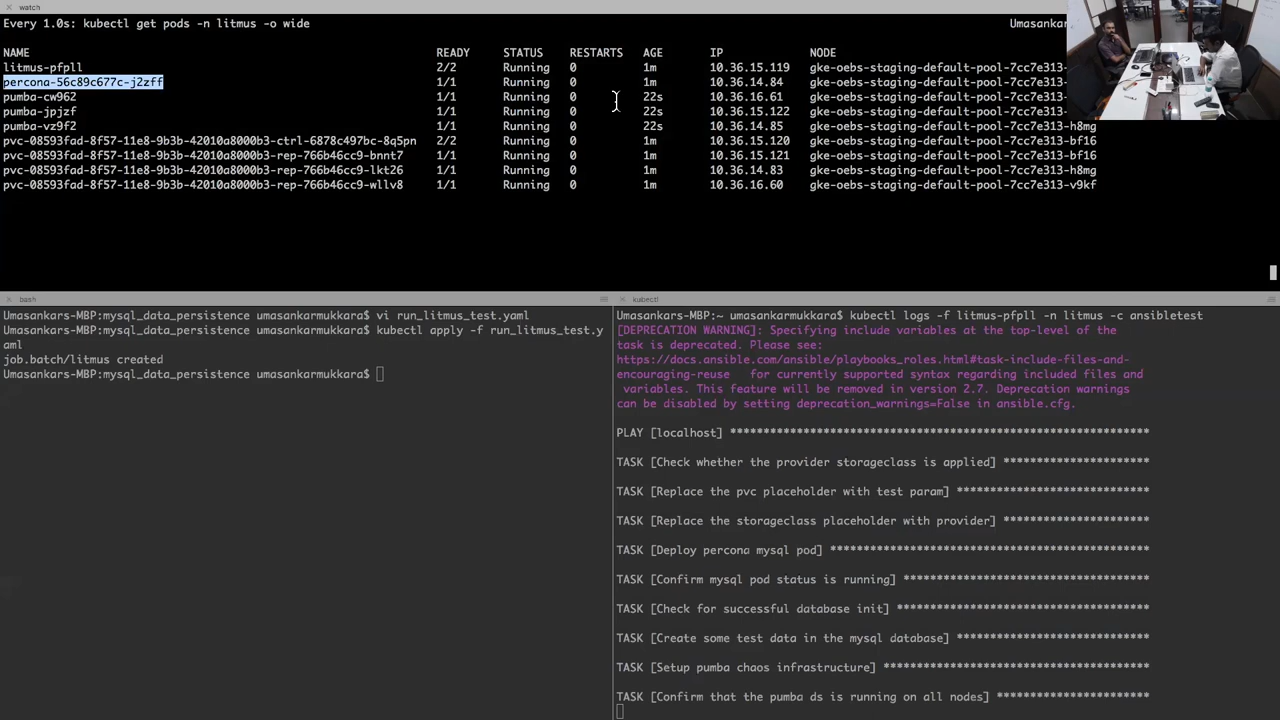 watch
Every 1.0s: kubectl get pods -n litmus -o wide Umasankars-
NAME READY STATUS RESTARTS AGE IP NODE
litmus-pfpll 2/2 Running 0 1m 10.36.15.119 gke-oebs-staging-default-pool-7cc7e313-
percona-56c89c677c-j2zff 1/1 Running 0 1m 10.36.14.84 gke-oebs-staging-default-pool-7cc7e313-
pumba-cw962 1/1 Running 0 22s 10.36.16.61 gke-oebs-staging-default-pool-7cc7e313-
pumba-jpjzf 1/1 Running 0 22s 10.36.15.122 gke-oebs-staging-default-pool-7cc7e313-
pumba-vz9f2 1/1 Running 0 22s 10.36.14.85 gke-oebs-staging-default-pool-7cc7e313-h8mg
pvc-08593fad-8f57-11e8-9b3b-42010a8000b3-ctrl-6878c497bc-8q5pn 2/2 Running 0 1m 10.36.15.120 gke-oebs-staging-default-pool-7cc7e313-bf16
pvc-08593fad-8f57-11e8-9b3b-42010a8000b3-rep-766b46cc9-bnnt7 1/1 Running 0 1m 10.36.15.121 gke-oebs-staging-default-pool-7cc7e313-bf16
pvc-08593fad-8f57-11e8-9b3b-42010a8000b3-rep-766b46cc9-lkt26 1/1 Running 0 1m 10.36.14.83 gke-oebs-staging-default-pool-7cc7e313-h8mg
pvc-08593fad-8f57-11e8-9b3b-42010a8000b3-rep-766b46cc9-wllv8 1/1 Running 0 1m 10.36.16.60 gke-oebs-staging-default-pool-7cc7e313-v9kf
bash
Umasankars-MBP:mysql_data_persistence umasankarmukkara$ vi run_litmus_test.yaml
Umasankars-MBP:mysql_data_persistence umasankarmukkara$ kubectl apply -f run_litmus_test.y
aml
job.batch/litmus created
Umasankars-MBP:mysql_data_persistence umasankarmukkara$
kubectl
Umasankars-MBP:~ umasankarmukkara$ kubectl logs -f litmus-pfpll -n litmus -c ansibletest
[DEPRECATION WARNING]: Specifying include variables at the top-level of the
task is deprecated. Please see:
https://docs.ansible.com/ansible/playbooks_roles.html#task-include-files-and-
encouraging-reuse for currently supported syntax regarding included files and
variables. This feature will be removed in version 2.7. Deprecation warnings
can be disabled by setting deprecation_warnings=False in ansible.cfg.
PLAY [localhost] ***************************************************************
TASK [Check whether the provider storageclass is applied] **********************
TASK [Replace the pvc placeholder with test param] *****************************
TASK [Replace the storageclass placeholder with provider] **********************
TASK [Deploy percona mysql pod] ************************************************
TASK [Confirm mysql pod status is running] *************************************
TASK [Check for successful database init] **************************************
TASK [Create some test data in the mysql database] *****************************
TASK [Setup pumba chaos infrastructure] ****************************************
TASK [Confirm that the pumba ds is running on all nodes] ***********************